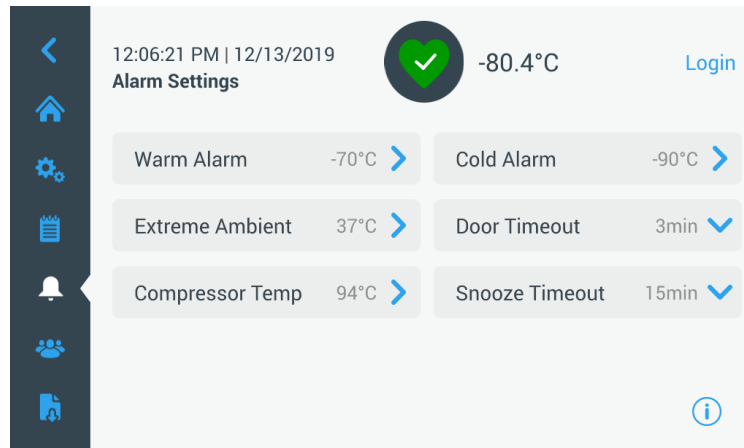 12:06:21 PM | 12/13/2019
Alarm Settings
-80.4°C
Login
Warm Alarm -70°C
Cold Alarm -90°C
Extreme Ambient 37°C
Door Timeout 3min
Compressor Temp 94°C
Snooze Timeout 15min